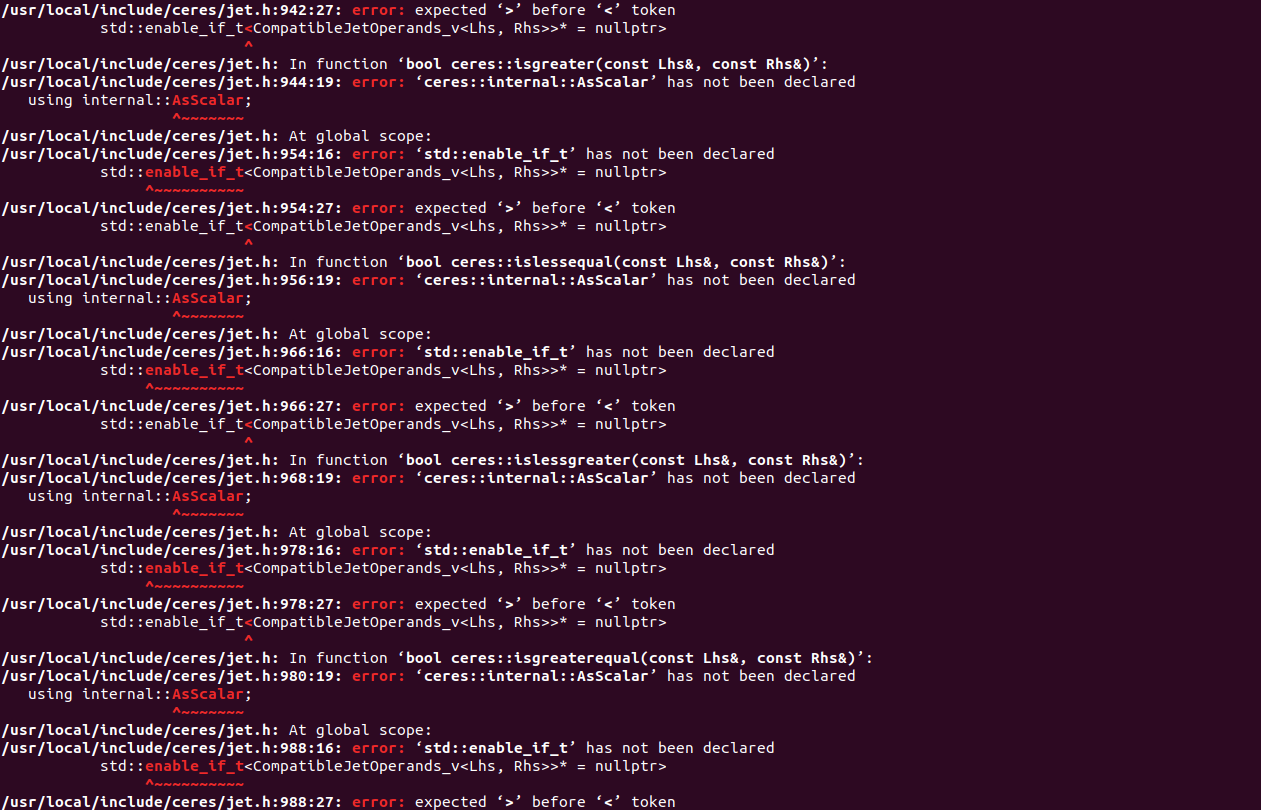 /usr/local/include/ceres/jet.h:942:27: error: expected ‘>’ before ‘<’ token
std::enable_if_t<CompatibleJetOperands_v<Lhs, Rhs>>* = nullptr>
^
/usr/local/include/ceres/jet.h: In function ‘bool ceres::isgreater(const Lhs&, const Rhs&)’:
/usr/local/include/ceres/jet.h:944:19: error: ‘ceres::internal::AsScalar’ has not been declared
using internal::AsScalar;
^~~~~~~~
/usr/local/include/ceres/jet.h: At global scope:
/usr/local/include/ceres/jet.h:954:16: error: ‘std::enable_if_t’ has not been declared
std::enable_if_t<CompatibleJetOperands_v<Lhs, Rhs>>* = nullptr>
^~~~~~~~~~~
/usr/local/include/ceres/jet.h:954:27: error: expected ‘>’ before ‘<’ token
std::enable_if_t<CompatibleJetOperands_v<Lhs, Rhs>>* = nullptr>
^
/usr/local/include/ceres/jet.h: In function ‘bool ceres::islessequal(const Lhs&, const Rhs&)’:
/usr/local/include/ceres/jet.h:956:19: error: ‘ceres::internal::AsScalar’ has not been declared
using internal::AsScalar;
^~~~~~~~
/usr/local/include/ceres/jet.h: At global scope:
/usr/local/include/ceres/jet.h:966:16: error: ‘std::enable_if_t’ has not been declared
std::enable_if_t<CompatibleJetOperands_v<Lhs, Rhs>>* = nullptr>
^~~~~~~~~~~
/usr/local/include/ceres/jet.h:966:27: error: expected ‘>’ before ‘<’ token
std::enable_if_t<CompatibleJetOperands_v<Lhs, Rhs>>* = nullptr>
^
/usr/local/include/ceres/jet.h: In function ‘bool ceres::islessgreater(const Lhs&, const Rhs&)’:
/usr/local/include/ceres/jet.h:968:19: error: ‘ceres::internal::AsScalar’ has not been declared
using internal::AsScalar;
^~~~~~~~
/usr/local/include/ceres/jet.h: At global scope:
/usr/local/include/ceres/jet.h:978:16: error: ‘std::enable_if_t’ has not been declared
std::enable_if_t<CompatibleJetOperands_v<Lhs, Rhs>>* = nullptr>
^~~~~~~~~~~
/usr/local/include/ceres/jet.h:978:27: error: expected ‘>’ before ‘<’ token
std::enable_if_t<CompatibleJetOperands_v<Lhs, Rhs>>* = nullptr>
^
/usr/local/include/ceres/jet.h: In function ‘bool ceres::isgreaterequal(const Lhs&, const Rhs&)’:
/usr/local/include/ceres/jet.h:980:19: error: ‘ceres::internal::AsScalar’ has not been declared
using internal::AsScalar;
^~~~~~~~
/usr/local/include/ceres/jet.h: At global scope:
/usr/local/include/ceres/jet.h:988:16: error: ‘std::enable_if_t’ has not been declared
std::enable_if_t<CompatibleJetOperands_v<Lhs, Rhs>>* = nullptr>
^~~~~~~~~~~
/usr/local/include/ceres/jet.h:988:27: error: expected ‘>’ before ‘<’ token